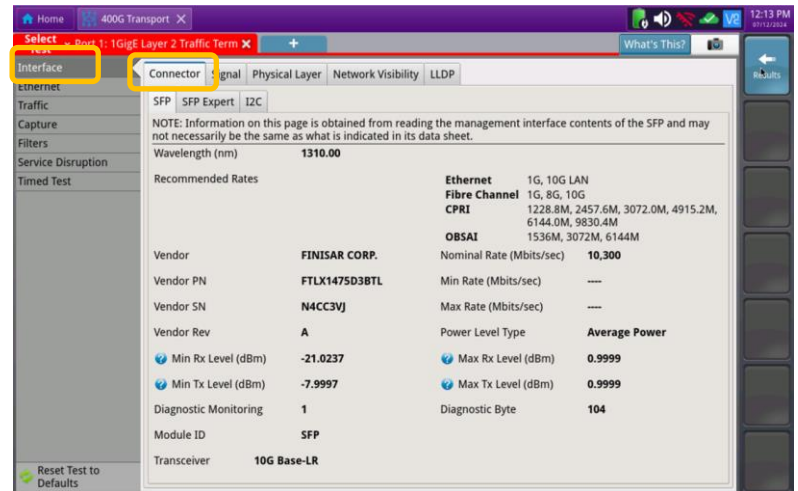 Home 400G Transport X V2 12:13 PM
07/12/2024
Select Test Port 1: 1GigE Layer 2 Traffic Term X + What's This?
Results
Interface
Ethernet
Traffic
Capture
Filters
Service Disruption
Timed Test
Reset Test to
Defaults
Connector Signal Physical Layer Network Visibility LLDP
SFP SFP Expert I2C
NOTE: Information on this page is obtained from reading the management interface contents of the SFP and may
not necessarily be the same as what is indicated in its data sheet.
Wavelength (nm) 1310.00
Recommended Rates Ethernet 1G, 10G LAN
Fibre Channel 1G, 8G, 10G
CPRI 1228.8M, 2457.6M, 3072.0M, 4915.2M,
6144.0M, 9830.4M
OBSAI 1536M, 3072M, 6144M
Vendor FINISAR CORP. Nominal Rate (Mbits/sec) 10,300
Vendor PN FTLX1475D3BTL Min Rate (Mbits/sec) ----
Vendor SN N4CC3VJ Max Rate (Mbits/sec) ----
Vendor Rev A Power Level Type Average Power
Min Rx Level (dBm) -21.0237 Max Rx Level (dBm) 0.9999
Min Tx Level (dBm) -7.9997 Max Tx Level (dBm) 0.9999
Diagnostic Monitoring 1 Diagnostic Byte 104
Module ID SFP
Transceiver 10G Base-LR